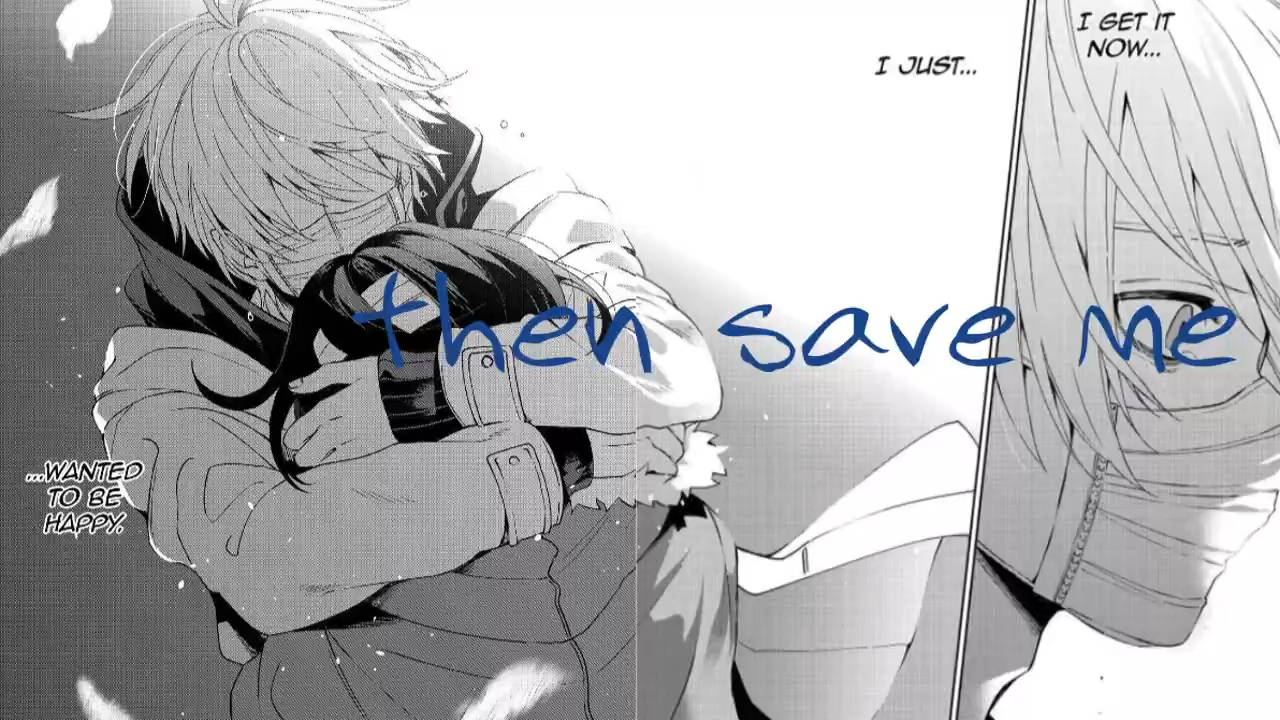 I GET IT
NOW...
I JUST...
...WANTED
TO BE
HAPPY.
then save me